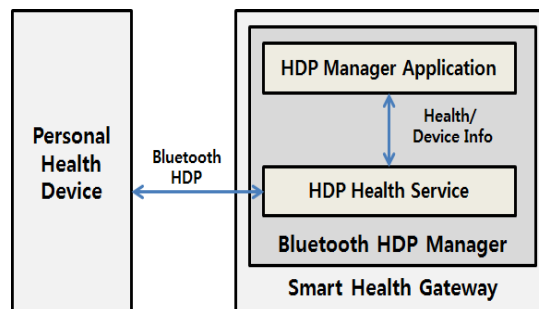 Personal
Health
Device
Bluetooth
HDP
HDP Manager Application
Health/
Device Info
HDP Health Service
Bluetooth HDP Manager
Smart Health Gateway